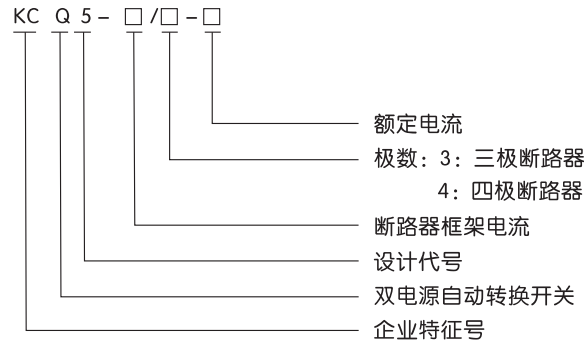 KC Q 5-□/□-□
额定电流
极数：3：三极断路器
4：四极断路器
断路器框架电流
设计代号
双电源自动转换开关
企业特征号